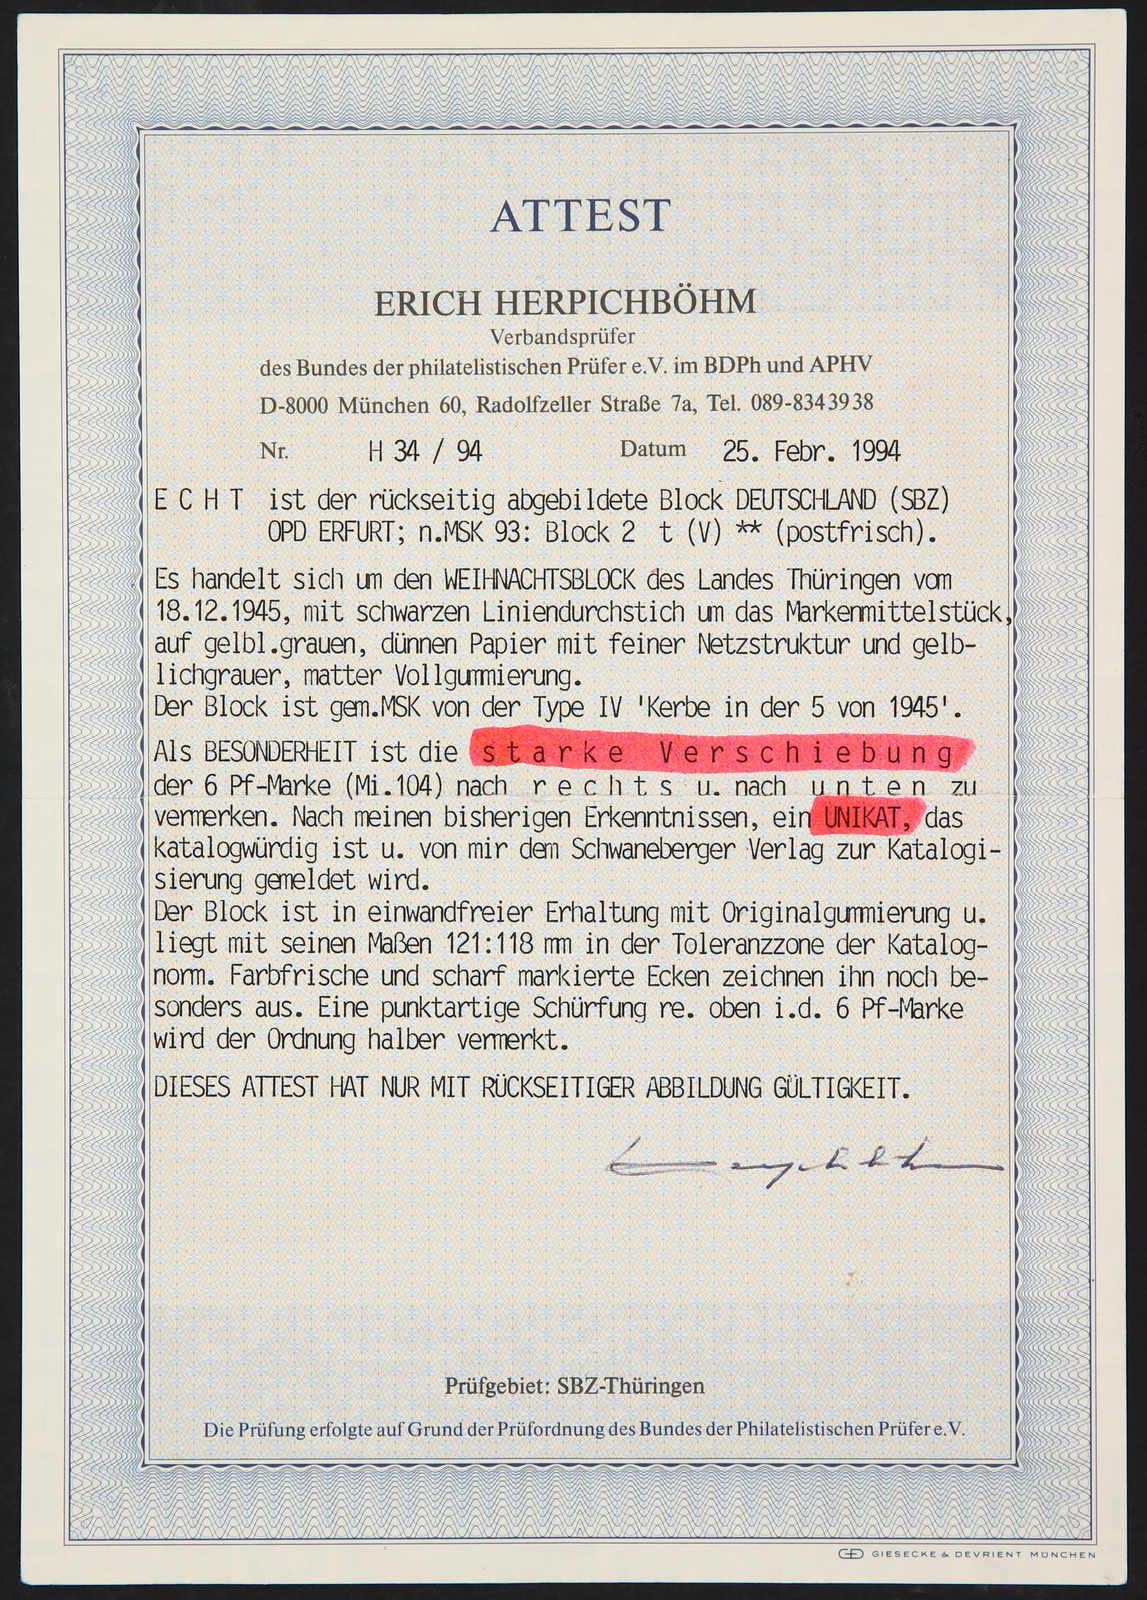 ATTEST
ERICH HERPICHBÖHM
Verbandsprüfer
des Bundes der philatelistischen Prüfer e.V. im BDPh und APHV
D-8000 München 60, Radolfzeller Straße 7a, Tel. 089-8343938
Nr. H 34 / 94 Datum 25. Febr. 1994
E C H T ist der rückseitig abgebildete Block DEUTSCHLAND (SBZ)
OPD ERFURT; n.MSK 93: Block 2 t (V) ** (postfrisch).
Es handelt sich um den WEIHNACHTSBLOCK des Landes Thüringen vom
18.12.1945, mit schwarzen Liniendurchstich um das Markenmittelstück,
auf gelbl.grauen, dünnen Papier mit feiner Netzstruktur und gelb-
lichgrauer, matter Vollgummierung.
Der Block ist gem.MSK von der Type IV 'Kerbe in der 5 von 1945'.
Als BESONDERHEIT ist die s t a r k e V e r s c h i e b u n g
der 6 Pf-Marke (Mi.104) nach r e c h t s u. nach u n t e n zu
vermerken. Nach meinen bisherigen Erkenntnissen, ein UNIKAT, das
katalogwürdig ist u. von mir dem Schwaneberger Verlag zur Katalogi-
sierung gemeldet wird.
Der Block ist in einwandfreier Erhaltung mit Originalgummierung u.
liegt mit seinen Maßen 121:118 mm in der Toleranzzone der Katalog-
norm. Farbfrische und scharf markierte Ecken zeichnen ihn noch be-
sonders aus. Eine punktartige Schürfung re. oben i.d. 6 Pf-Marke
wird der Ordnung halber vermerkt.
DIESES ATTEST HAT NUR MIT RÜCKSEITIGER ABBILDUNG GÜLTIGKEIT.
Prüfgebiet: SBZ-Thüringen
Die Prüfung erfolgte auf Grund der Prüfordnung des Bundes der Philatelistischen Prüfer e.V.
GIESECKE & DEVRIENT MÜNCHEN